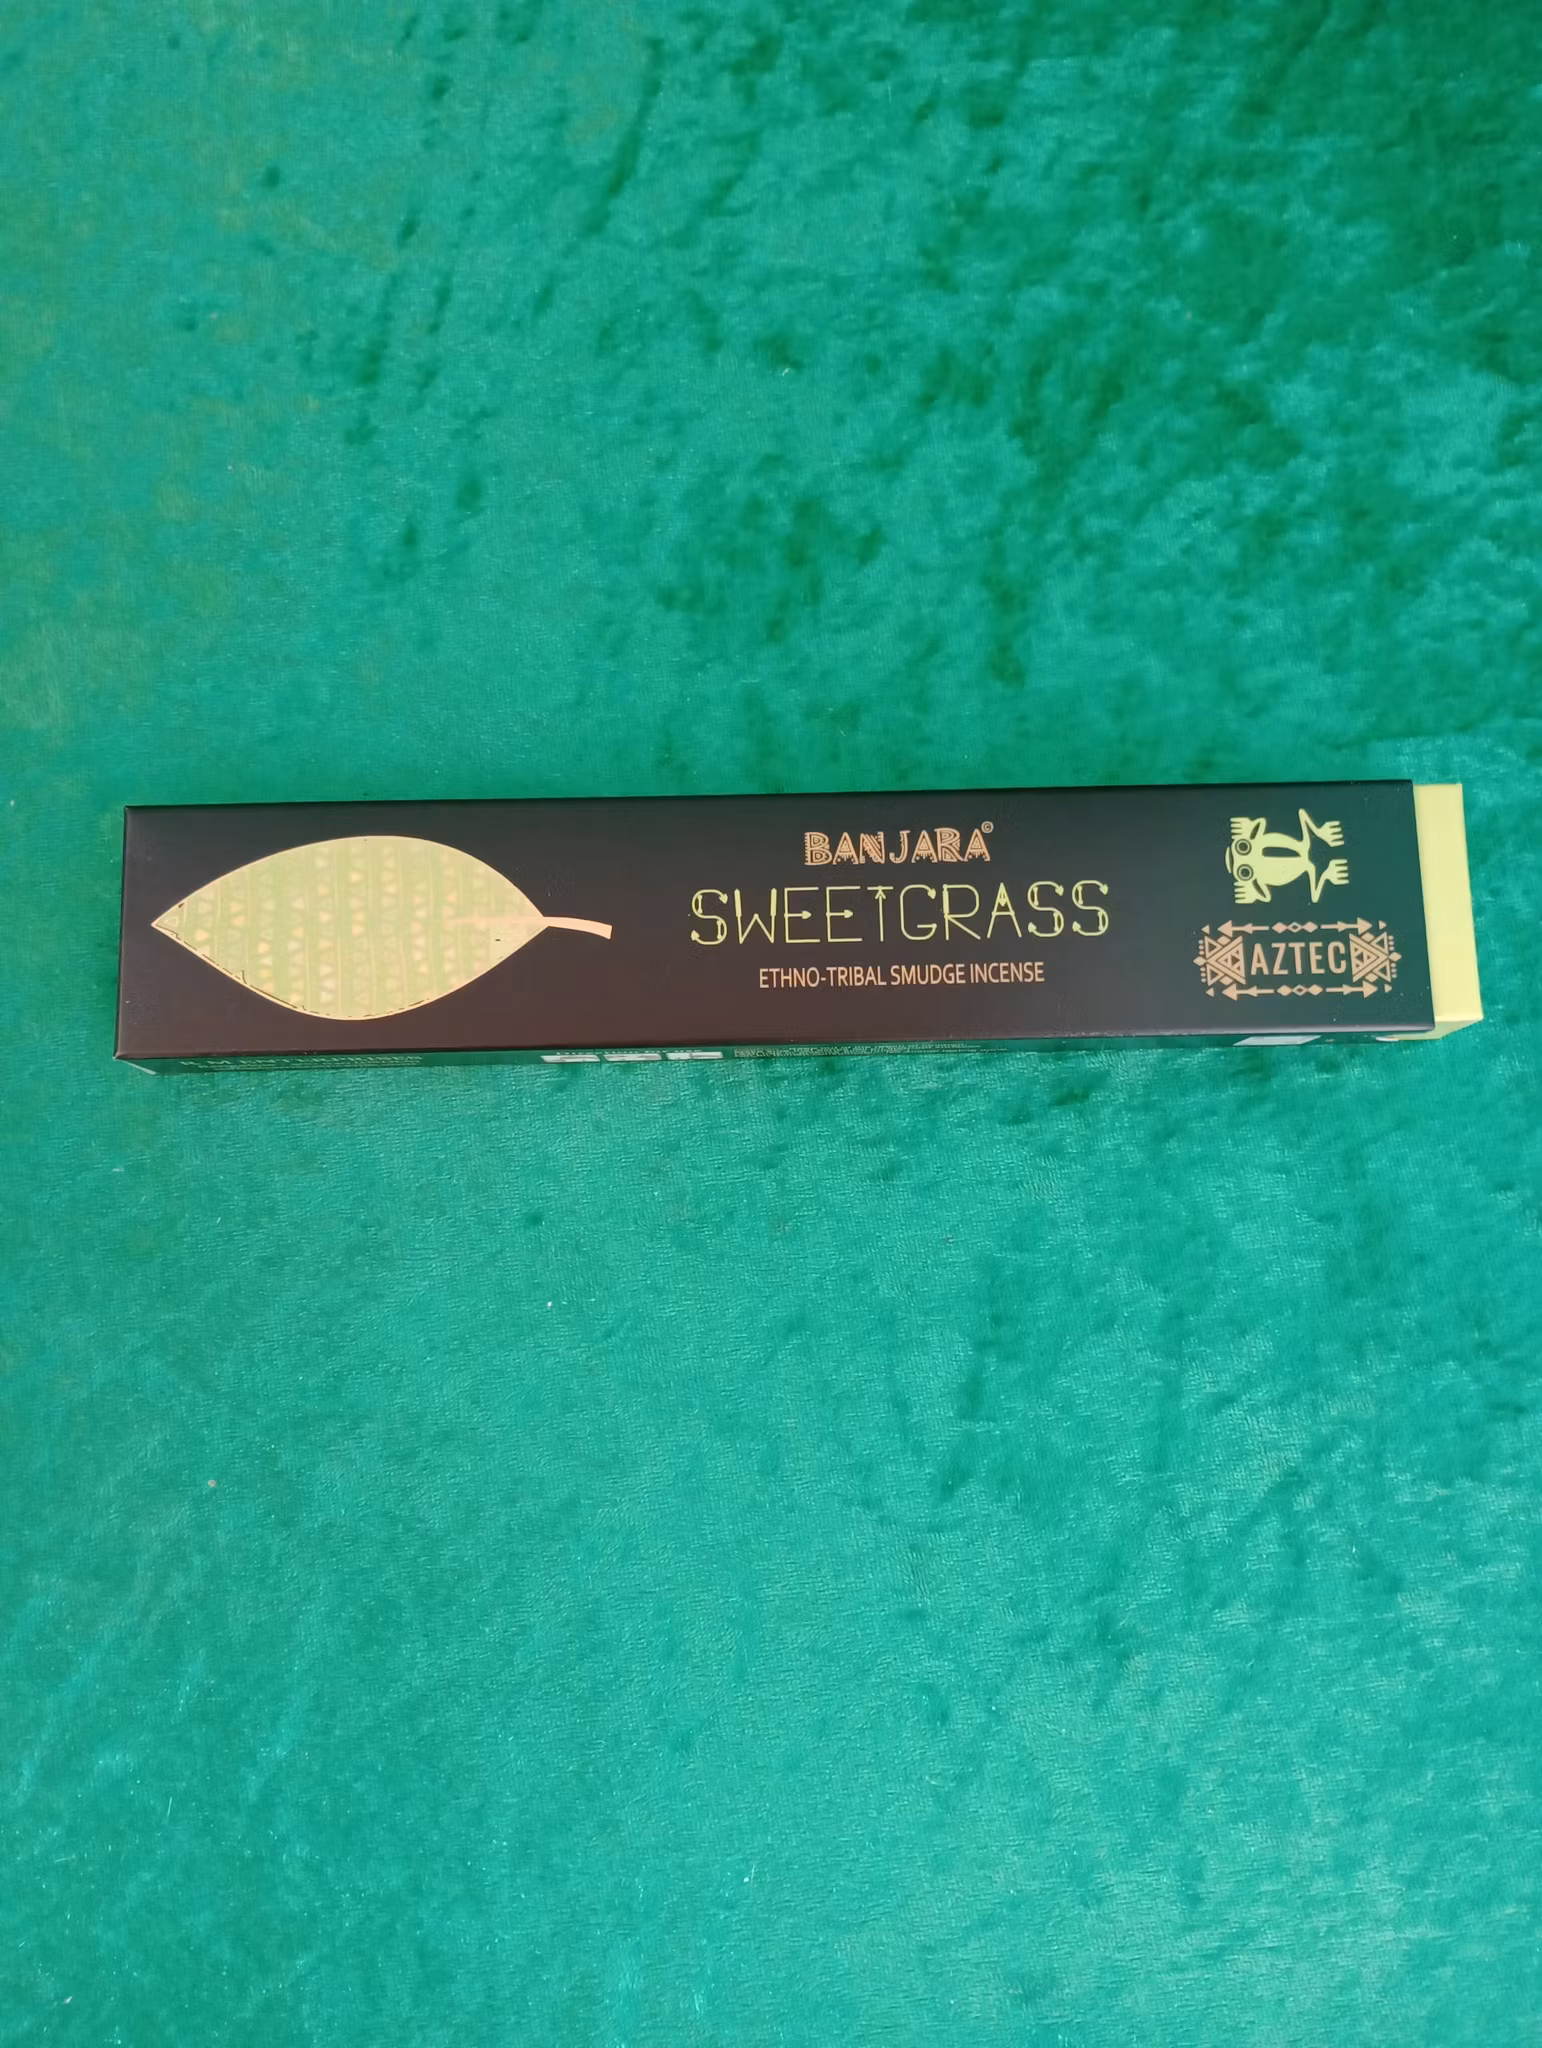 BANJARA©
SWEETGRASS
ETHNO-TRIBAL SMUDGE INCENSE
AZTEC